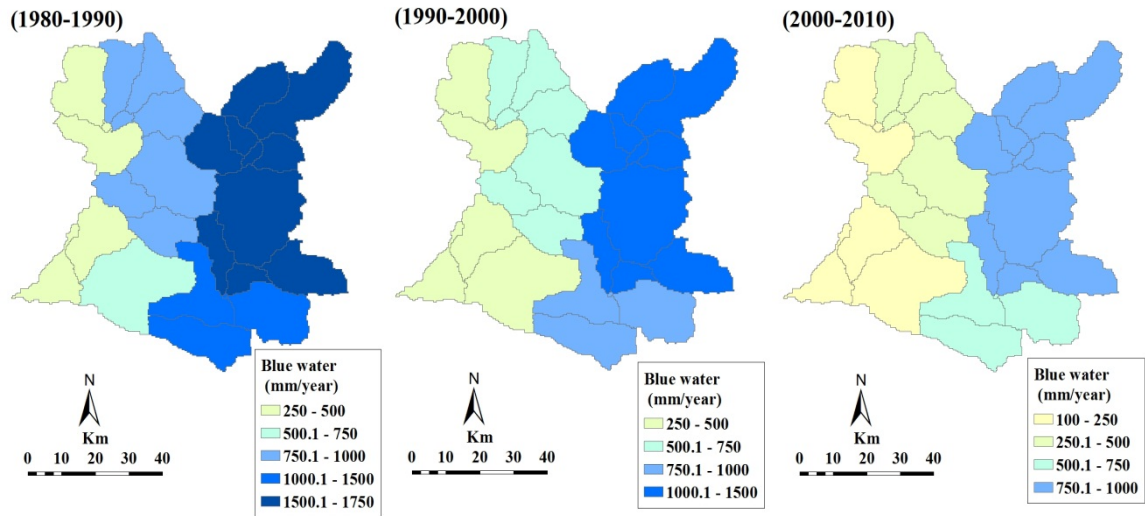 (1980-1990)
Blue water
(mm/year)
250 - 500
500.1 - 750
750.1 - 1000
1000.1 - 1500
1500.1 - 1750
N
Km
0 10 20 30 40
(1990-2000)
Blue water
(mm/year)
250 - 500
500.1 - 750
750.1 - 1000
1000.1 - 1500
N
Km
0 10 20 30 40
(2000-2010)
Blue water
(mm/year)
100 - 250
250.1 - 500
500.1 - 750
750.1 - 1000
N
Km
0 10 20 30 40